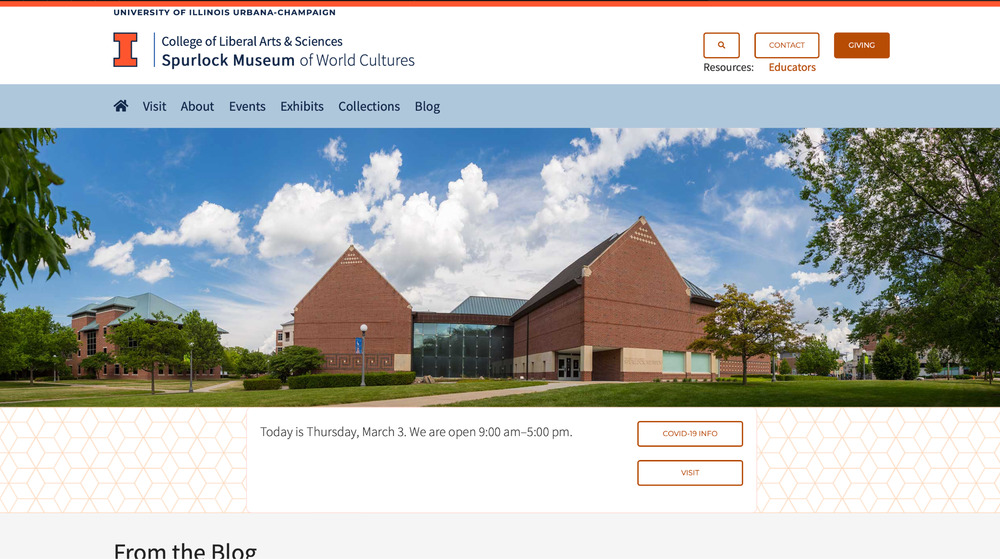 UNIVERSITY OF ILLINOIS URBANA-CHAMPAIGN
College of Liberal Arts & Sciences
Spurlock Museum of World Cultures
CONTACT
GIVING
Resources: Educators
Visit About Events Exhibits Collections Blog
SPURLOCK MUSEUM
Today is Thursday, March 3. We are open 9:00 am–5:00 pm.
COVID-19 INFO
VISIT
From the Blog